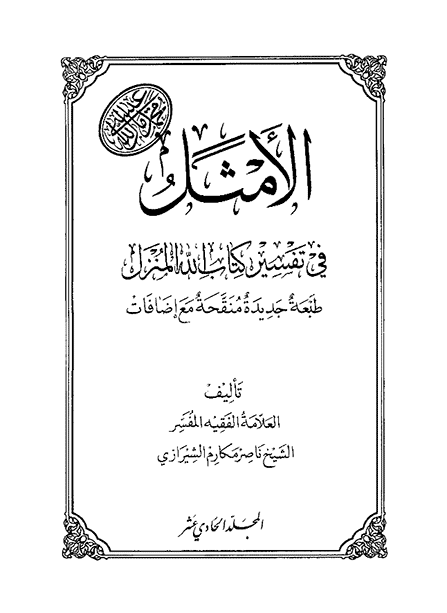 الأمثل
في تفسير كتاب الله المنزل
طبعة جديدة منقحة مع إضافات
تأليف
العلامة الفقيه المفسر
الشيخ ناصر مكارم الشيرازي
المجلد الحادي عشر